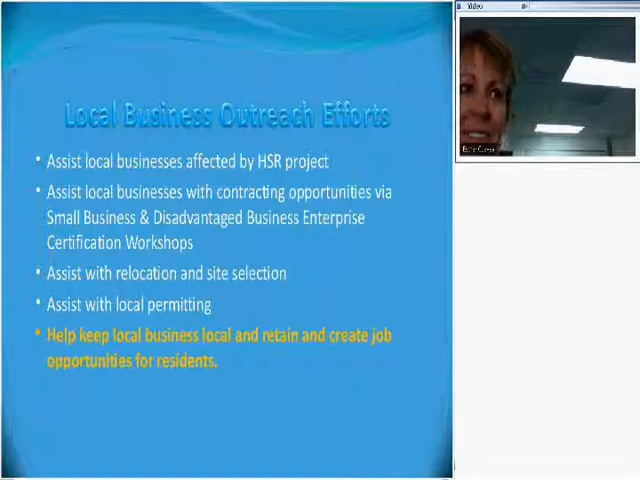 Video
Local Business Outreach Efforts
• Assist local businesses affected by HSR project
• Assist local businesses with contracting opportunities via
Small Business & Disadvantaged Business Enterprise
Certification Workshops
• Assist with relocation and site selection
• Assist with local permitting
• Help keep local business local and retain and create job
opportunities for residents.